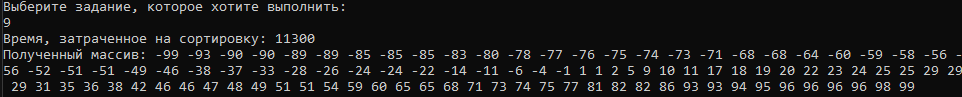 Выберите задание, которое хотите выполнить:
9
Время, затраченное на сортировку: 11300
Полученный массив: -99 -93 -90 -90 -89 -89 -85 -85 -85 -83 -80 -78 -77 -76 -75 -74 -73 -71 -68 -68 -64 -60 -59 -58 -56 -
56 -52 -51 -51 -49 -46 -38 -37 -33 -28 -26 -24 -24 -22 -14 -11 -6 -4 -1 1 1 2 5 9 10 11 17 18 19 20 22 23 24 25 25 29 29
29 31 35 36 38 42 46 46 47 48 49 51 51 54 59 60 65 65 68 71 73 74 75 77 81 82 82 86 93 93 94 95 96 96 96 96 98 99